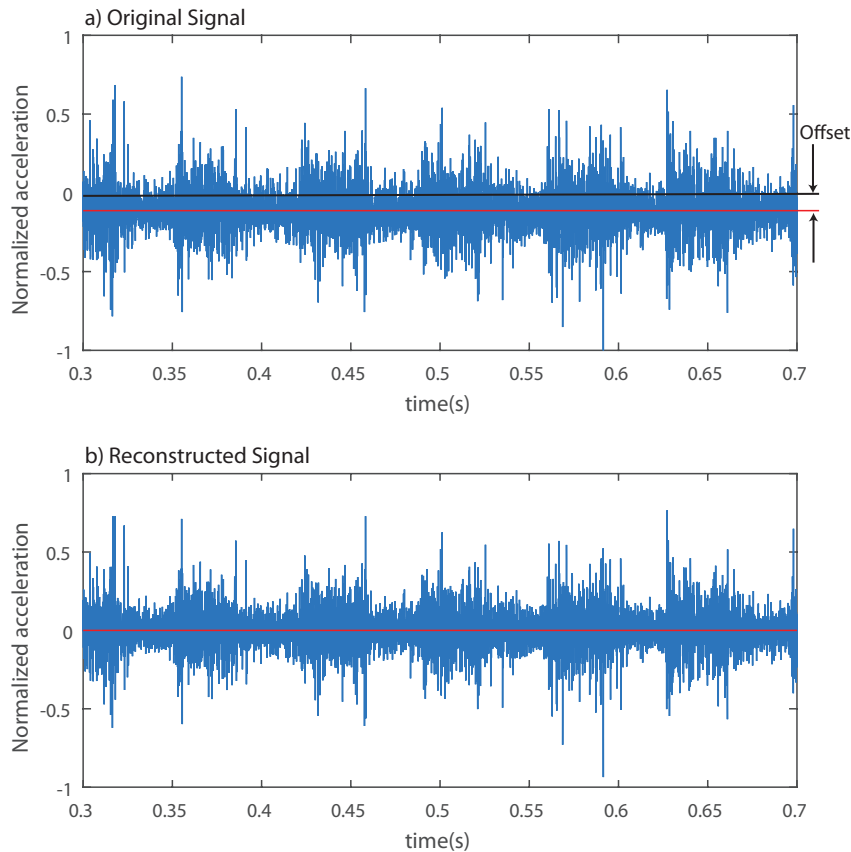 a) Original Signal
1
0.5
0
-0.5
-1
Normalized acceleration
Offset
0.3 0.35 0.4 0.45 0.5 0.55 0.6 0.65 0.7
time(s)
b) Reconstructed Signal
1
0.5
0
-0.5
-1
Normalized acceleration
0.3 0.35 0.4 0.45 0.5 0.55 0.6 0.65 0.7
time(s)